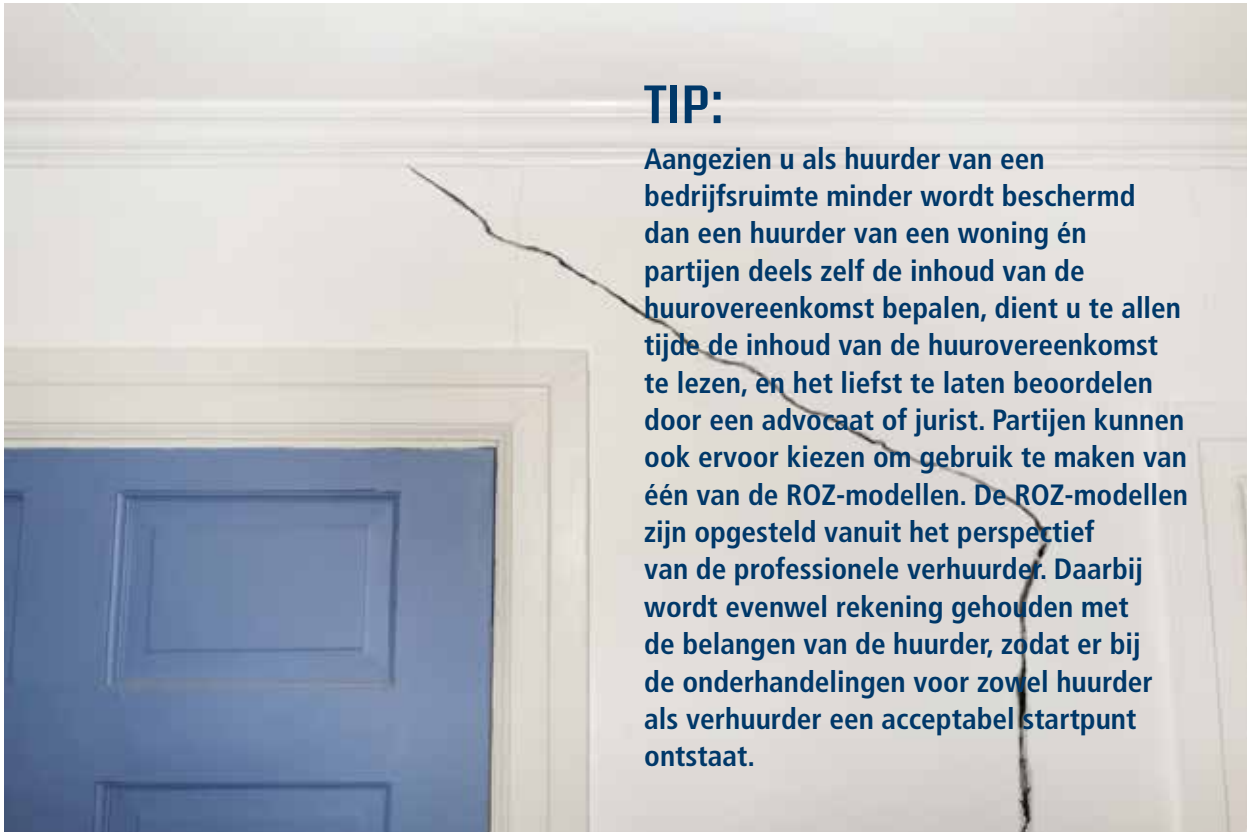 TIP:
Aangezien u als huurder van een
bedrijfsruimte minder wordt beschermd
dan een huurder van een woning én
partijen deels zelf de inhoud van de
huurovereenkomst bepalen, dient u te allen
tijde de inhoud van de huurovereenkomst
te lezen, en het liefst te laten beoordelen
door een advocaat of jurist. Partijen kunnen
ook ervoor kiezen om gebruik te maken van
één van de ROZ-modellen. De ROZ-modellen
zijn opgesteld vanuit het perspectief
van de professionele verhuurder. Daarbij
wordt evenwel rekening gehouden met
de belangen van de huurder, zodat er bij
de onderhandelingen voor zowel huurder
als verhuurder een acceptabel startpunt
ontstaat.